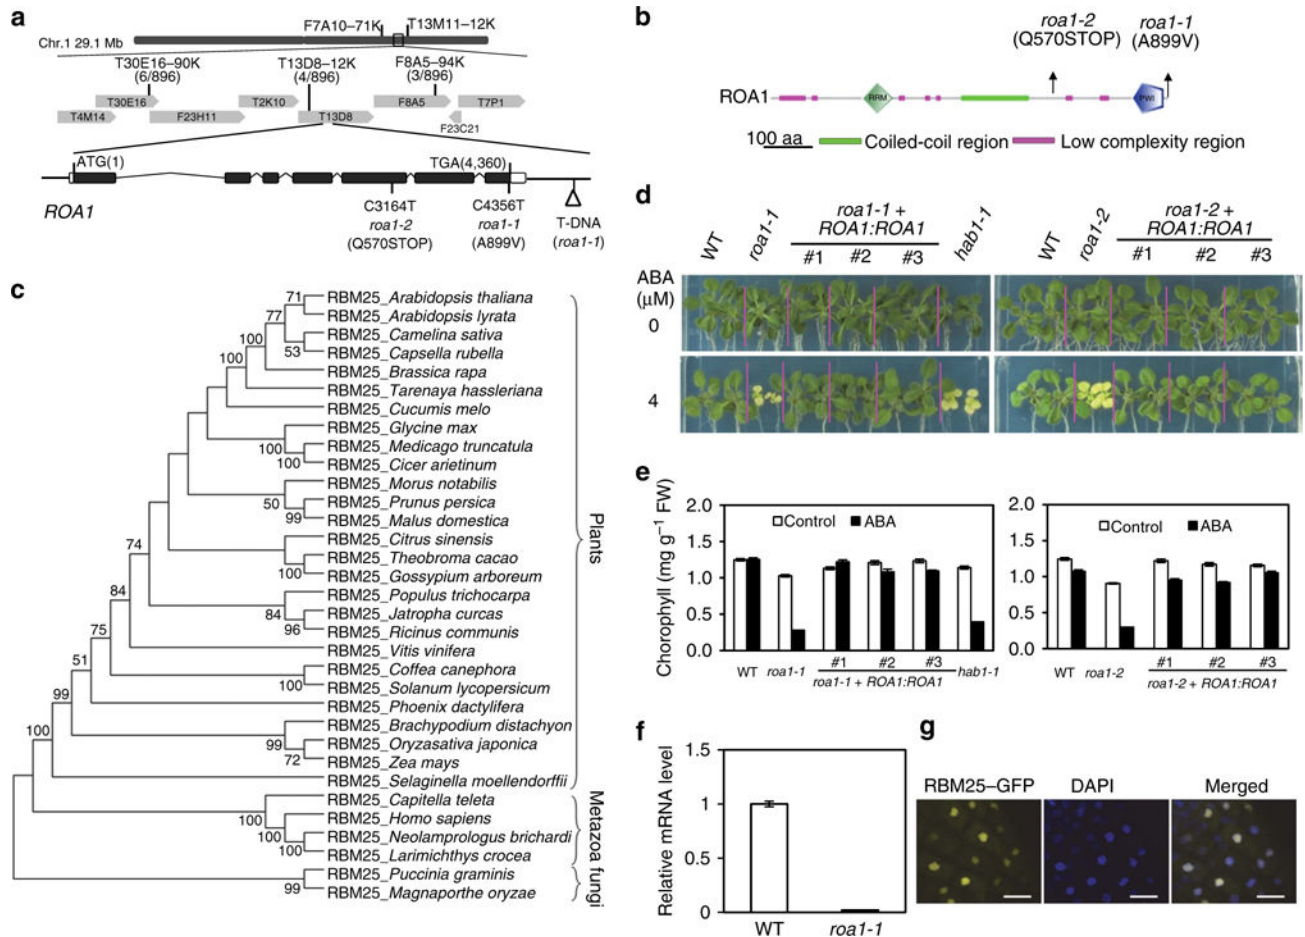 a
F7A10–71K
T13M11–12K
Chr.1 29.1 Mb
T30E16–90K
(6/896)
T13D8–12K
(4/896)
F8A5–94K
(3/896)
T30E16
T2K10
F8A5
T7P1
T4M14
F23H11
T13D8
F23C21
ATG(1)
TGA(4,360)
ROA1
C3164T
roa1-2
(Q570STOP)
C4356T
roa1-1
(A899V)
T-DNA
(roa1-1)
b
roa1-2
(Q570STOP)
roa1-1
(A899V)
ROA1
RRM
PWI
100 aa
Coiled-coil region
Low complexity region
c
71
RBM25_Arabidopsis thaliana
77
RBM25_Arabidopsis lyrata
100
RBM25_Camelina sativa
53
RBM25_Capsella rubella
100
RBM25_Brassica rapa
RBM25_Tarenaya hassleriana
RBM25_Cucumis melo
RBM25_Glycine max
100
RBM25_Medicago truncatula
100
RBM25_Cicer arietinum
RBM25_Morus notabilis
50
RBM25_Prunus persica
99
RBM25_Malus domestica
74
RBM25_Citrus sinensis
RBM25_Theobroma cacao
100
RBM25_Gossypium arboreum
84
RBM25_Populus trichocarpa
84
RBM25_Jatropha curcas
96
RBM25_Ricinus communis
75
RBM25_Vitis vinifera
51
RBM25_Coffea canephora
100
RBM25_Solanum lycopersicum
99
RBM25_Phoenix dactylifera
100
RBM25_Brachypodium distachyon
99
RBM25_Oryzasativa japonica
72
RBM25_Zea mays
RBM25_Selaginella moellendorffii
RBM25_Capitella teleta
100
RBM25_Homo sapiens
100
RBM25_Neolamprologus brichardi
100
RBM25_Larimichthys crocea
RBM25_Puccinia graminis
99
RBM25_Magnaporthe oryzae
Plants
Metazoa fungi
d
WT
roa1-1
roa1-1 +
ROA1:ROA1
#1
#2
#3
hab1-1
WT
roa1-2
roa1-2 +
ROA1:ROA1
#1
#2
#3
ABA
(µM)
0
4
e
Chorophyll (mg g⁻¹ FW)
2.0
1.5
1.0
0.5
0.0
Control
ABA
WT
roa1-1
#1
#2
#3
hab1-1
roa1-1 + ROA1:ROA1
2.0
1.5
1.0
0.5
0.0
Control
ABA
WT
roa1-2
#1
#2
#3
roa1-2 + ROA1:ROA1
f
Relative mRNA level
1.5
1
0.5
0
WT
roa1-1
g
RBM25–GFP
DAPI
Merged